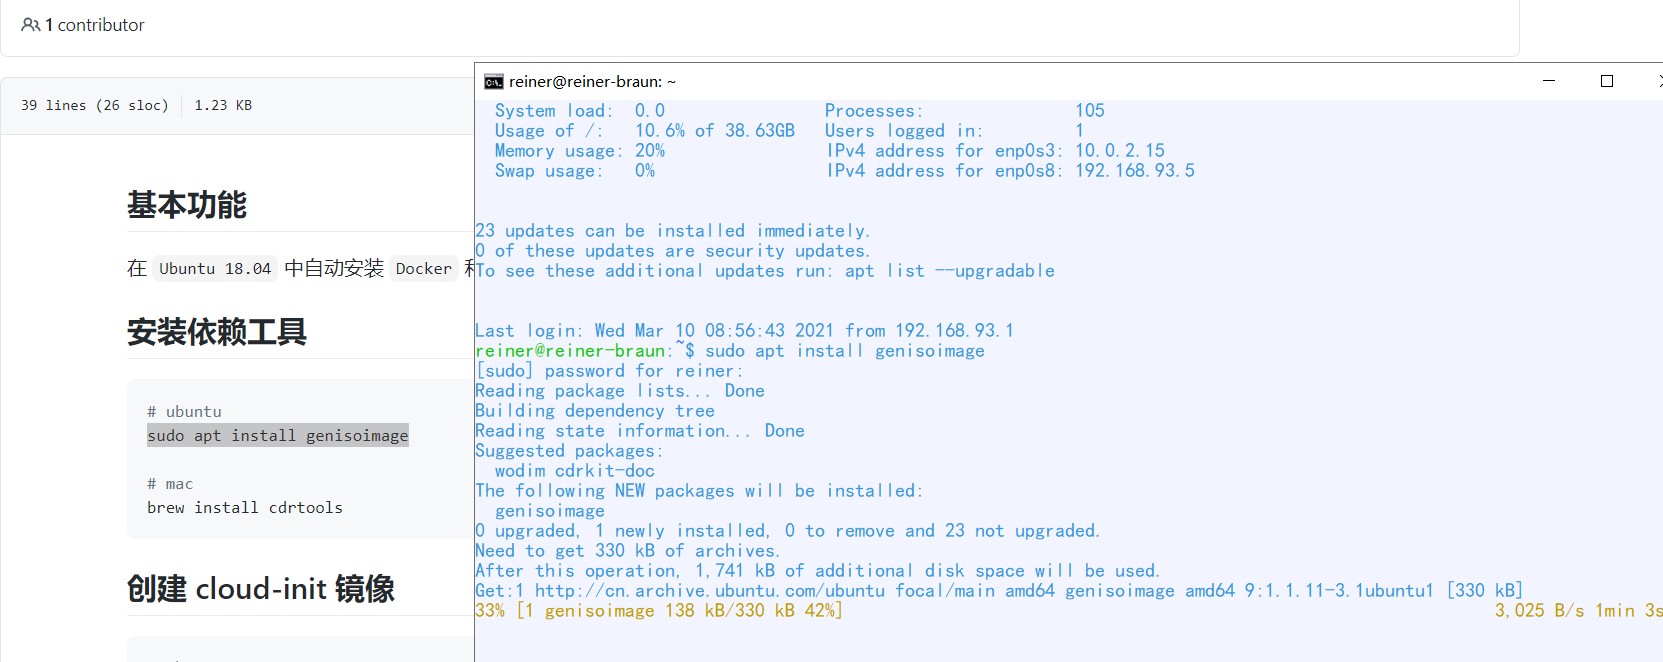 1 contributor
39 lines (26 sloc) 1.23 KB
基本功能
在 Ubuntu 18.04 中自动安装 Docker
安装依赖工具
# ubuntu
sudo apt install genisoimage
# mac
brew install cdrtools
创建 cloud-init 镜像
reiner@reiner-braun: ~
System load: 0.0 Processes: 105
Usage of /: 10.6% of 38.63GB Users logged in: 1
Memory usage: 20% IPv4 address for enp0s3: 10.0.2.15
Swap usage: 0% IPv4 address for enp0s8: 192.168.93.5
23 updates can be installed immediately.
0 of these updates are security updates.
To see these additional updates run: apt list --upgradable
Last login: Wed Mar 10 08:56:43 2021 from 192.168.93.1
reiner@reiner-braun:~$ sudo apt install genisoimage
[sudo] password for reiner:
Reading package lists... Done
Building dependency tree
Reading state information... Done
Suggested packages:
wodim cdrkit-doc
The following NEW packages will be installed:
genisoimage
0 upgraded, 1 newly installed, 0 to remove and 23 not upgraded.
Need to get 330 kB of archives.
After this operation, 1,741 kB of additional disk space will be used.
Get:1 http://cn.archive.ubuntu.com/ubuntu focal/main amd64 genisoimage amd64 9:1.1.11-3.1ubuntu1 [330 kB]
33% [1 genisoimage 138 kB/330 kB 42%] 3,025 B/s 1min 3s